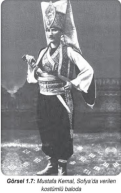 Görsel 1.7: Mustafa Kemal, Sofya'da verilen
kostümlü baloda